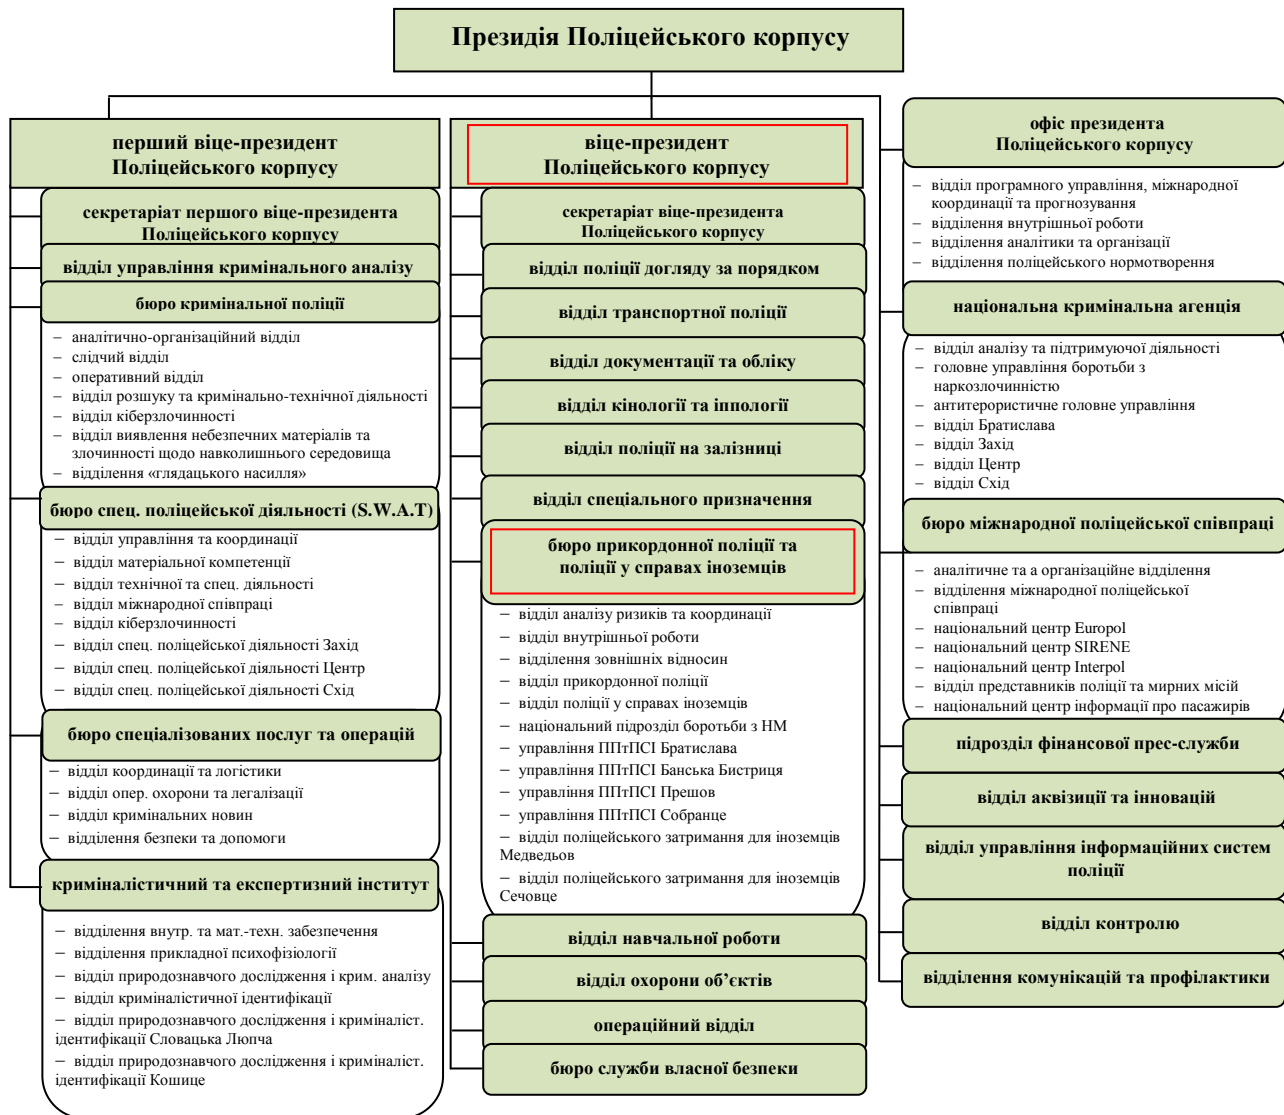 Президія Поліцейського корпусу
перший віце-президент
Поліцейського корпусу
секретаріат першого віце-президента
Поліцейського корпусу
відділ управління кримінального аналізу
бюро кримінальної поліції
– аналітично-організаційний відділ
– слідчий відділ
– оперативний відділ
– відділ розшуку та кримінально-технічної діяльності
– відділ кіберзлочинності
– відділ виявлення небезпечних матеріалів та
злочинності щодо навколишнього середовища
– відділення «глядацького насилля»
бюро спец. поліцейської діяльності (S.W.A.T)
– відділ управління та координації
– відділ матеріальної компетенції
– відділ технічної та спец. діяльності
– відділ міжнародної співпраці
– відділ кіберзлочинності
– відділ спец. поліцейської діяльності Захід
– відділ спец. поліцейської діяльності Центр
– відділ спец. поліцейської діяльності Схід
бюро спеціалізованих послуг та операцій
– відділ координації та логістики
– відділ опер. охорони та легалізації
– відділ кримінальних новин
– відділення безпеки та допомоги
криміналістичний та експертизний інститут
– відділення внутр. та мат.-техн. забезпечення
– відділення прикладної психофізіології
– відділ природознавчого дослідження і крим. аналізу
– відділ криміналістичної ідентифікації
– відділ природознавчого дослідження і криміналіст.
ідентифікації Словацька Люпча
– відділ природознавчого дослідження і криміналіст.
ідентифікації Кошице
віце-президент
Поліцейського корпусу
секретаріат віце-президента
Поліцейського корпусу
відділ поліції догляду за порядком
відділ транспортної поліції
відділ документації та обліку
відділ кінології та іппології
відділ поліції на залізниці
відділ спеціального призначення
бюро прикордонної поліції та
поліції у справах іноземців
– відділ аналізу ризиків та координації
– відділ внутрішньої роботи
– відділення зовнішніх відносин
– відділ прикордонної поліції
– відділ поліції у справах іноземців
– національний підрозділ боротьби з НМ
– управління ППтПСІ Братислава
– управління ППтПСІ Банська Бистриця
– управління ППтПСІ Прешов
– управління ППтПСІ Собранце
– відділ поліцейського затримання для іноземців
Медведьов
– відділ поліцейського затримання для іноземців
Сечовце
відділ навчальної роботи
відділ охорони об’єктів
операційний відділ
бюро служби власної безпеки
офіс президента
Поліцейського корпусу
– відділ програмного управління, міжнародної
координації та прогнозування
– відділення внутрішньої роботи
– відділення аналітики та організації
– відділення поліцейського нормотворення
національна кримінальна агенція
– відділ аналізу та підтримуючої діяльності
– головне управління боротьби з
наркозлочинністю
– антитерористичне головне управління
– відділ Братислава
– відділ Захід
– відділ Центр
– відділ Схід
бюро міжнародної поліцейської співпраці
– аналітичне та а організаційне відділення
– відділення міжнародної поліцейської
співпраці
– національний центр Europol
– національний центр SIRENE
– національний центр Interpol
– відділ представників поліції та мирних місій
– національний центр інформації про пасажирів
підрозділ фінансової прес-служби
відділ аквізиції та інновацій
відділ управління інформаційних систем
поліції
відділ контролю
відділення комунікацій та профілактики